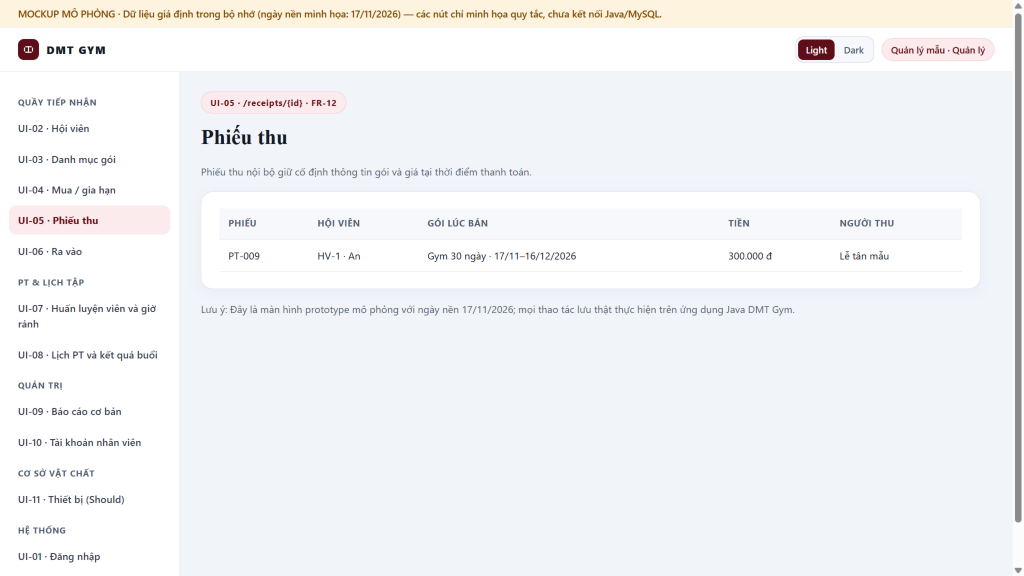 MOCKUP MÔ PHỎNG · Dữ liệu giả định trong bộ nhớ (ngày nền minh họa: 17/11/2026) — các nút chỉ minh họa quy tắc, chưa kết nối Java/MySQL.
DMT GYM
Light
Dark
Quản lý mẫu · Quản lý
QUẦY TIẾP NHẬN
UI-02 · Hội viên
UI-03 · Danh mục gói
UI-04 · Mua / gia hạn
UI-05 · Phiếu thu
UI-06 · Ra vào
PT & LỊCH TẬP
UI-07 · Huấn luyện viên và giờ
rảnh
UI-08 · Lịch PT và kết quả buổi
QUẢN TRỊ
UI-09 · Báo cáo cơ bản
UI-10 · Tài khoản nhân viên
CƠ SỞ VẬT CHẤT
UI-11 · Thiết bị (Should)
HỆ THỐNG
UI-01 · Đăng nhập
UI-05 · /receipts/{id} · FR-12
Phiếu thu
Phiếu thu nội bộ giữ cố định thông tin gói và giá tại thời điểm thanh toán.
PHIẾU HỘI VIÊN GÓI LÚC BÁN TIỀN NGƯỜI THU
PT-009 HV-1 · An Gym 30 ngày · 17/11–16/12/2026 300.000 đ Lễ tân mẫu
Lưu ý: Đây là màn hình prototype mô phỏng với ngày nền 17/11/2026; mọi thao tác lưu thật thực hiện trên ứng dụng Java DMT Gym.